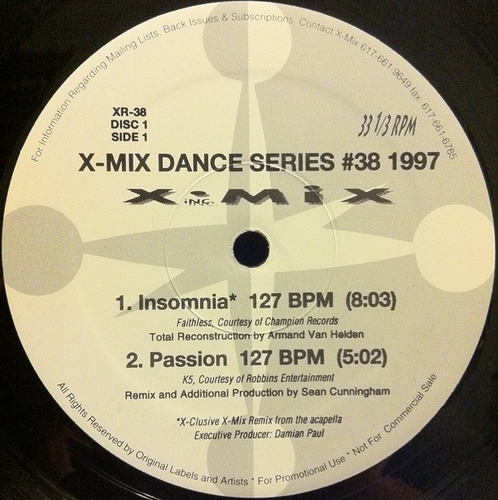 For Information Regarding Mailing Lists, Back Issues & Subscriptions. Contact X-Mix 617-661-9649 fax. 617-661-6785
XR-38
DISC 1
SIDE 1
33 1/3 RPM
X-MIX DANCE SERIES #38 1997
X-MiX
INC.
1. Insomnia* 127 BPM (8:03)
Faithless, Courtesy of Champion Records
Total Reconstruction by Armand Van Helden
2. Passion 127 BPM (5:02)
K5, Courtesy of Robbins Entertainment
Remix and Additional Production by Sean Cunningham
*X-Clusive X-Mix Remix from the acapella
Executive Producer: Damian Paul
All Rights Reserved by Original Labels and Artists * For Promotional Use * Not For Commercial Sale